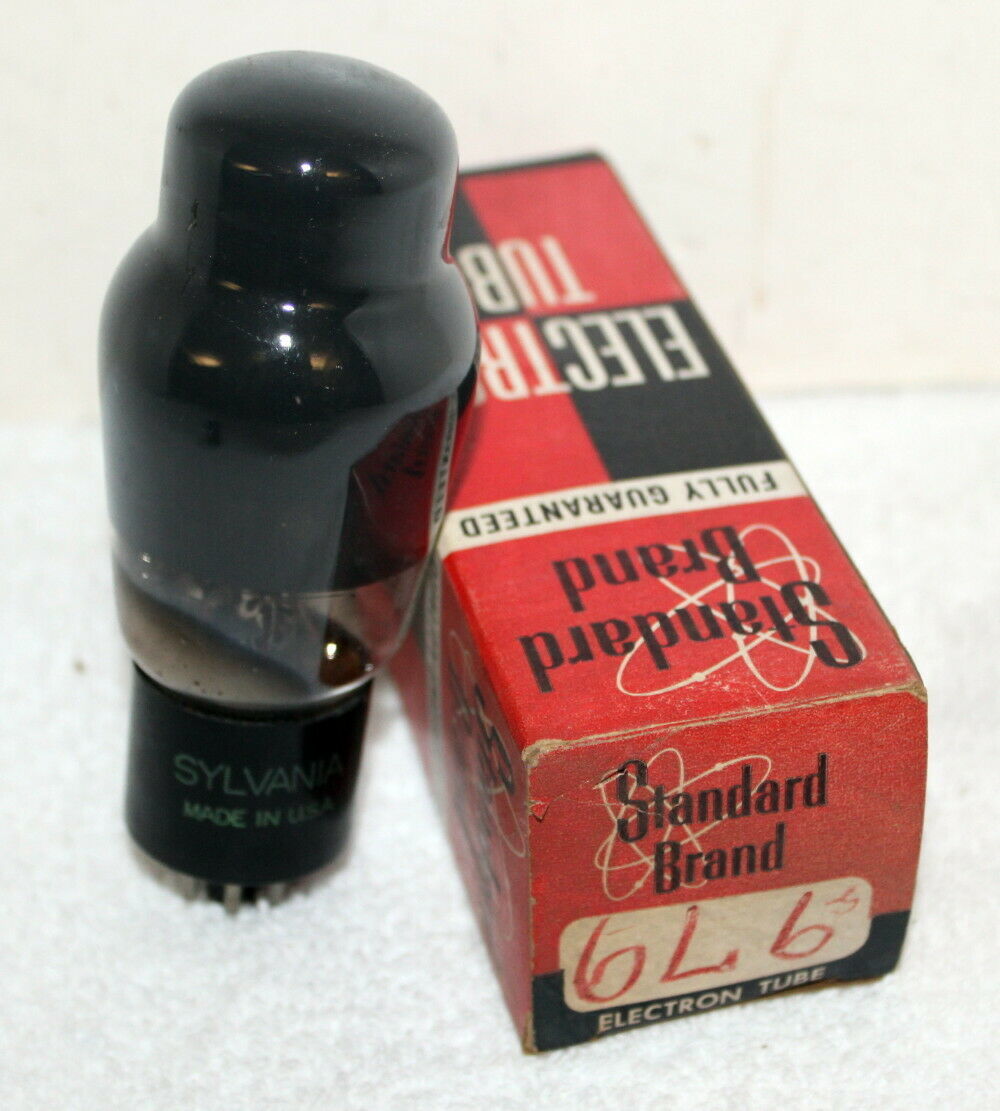 SYLVANIA
MADE IN U.S.A.
Standard
Brand
FULLY GUARANTEED
ELECTR
TUB
Standard
Brand
6L6
ELECTRON TUBE